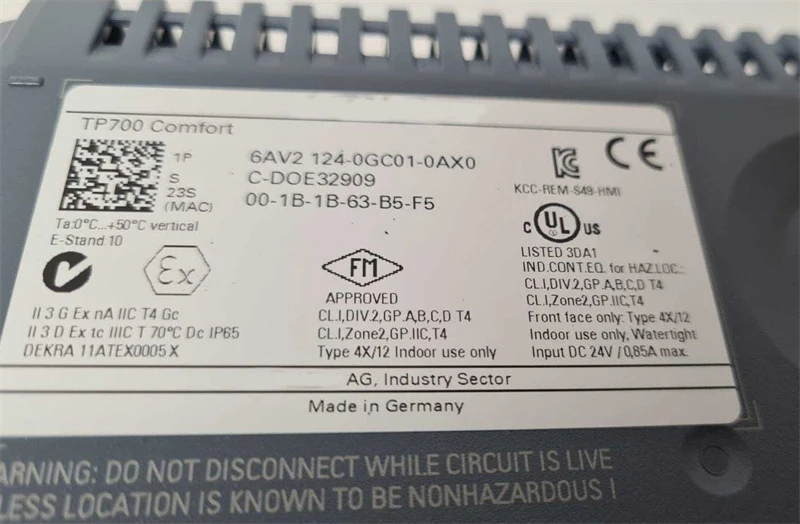 TP700 Comfort
1P 6AV2 124-0GC01-0AX0
S C-DOE32909
23S (MAC) 00-1B-1B-63-B5-F5
Ta:0°C...+50°C vertical
E-Stand:10
Ex
II 3 G Ex nA IIC T4 Gc
II 3 D Ex tc IIIC T 70°C Dc IP65
DEKRA 11ATEX0005 X
FM
APPROVED
CL.I,DIV.2,GP.A,B,C,D T4
CL.I,Zone2,GP.IIC,T4
Type 4X/12 Indoor use only
CE
KCC-REM-S49-HMI
C UL US
LISTED 3DA1
IND.CONT.EQ. for HAZ.LOC.:
CL.I,DIV.2,GP.A,B,C,D T4
CL.I,Zone2,GP.IIC,T4
Front face only: Type 4X/12
Indoor use only, Watertight
Input DC 24V / 0,85A max.
AG, Industry Sector
Made in Germany
ARNING: DO NOT DISCONNECT WHILE CIRCUIT IS LIVE
LESS LOCATION IS KNOWN TO BE NONHAZARDOUS !